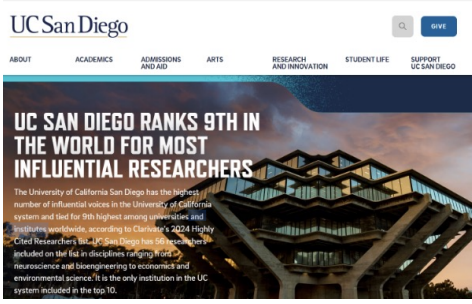 UC San Diego
GIVE
ABOUT
ACADEMICS
ADMISSIONS
AND AID
ARTS
RESEARCH
AND INNOVATION
STUDENT LIFE
SUPPORT
UC SAN DIEGO
UC SAN DIEGO RANKS 9TH IN
THE WORLD FOR MOST
INFLUENTIAL RESEARCHERS
The University of California San Diego has the highest
number of influential voices in the University of California
system and tied for 9th highest among universities and
institutes worldwide, according to Clarivate's 2024 Highly
Cited Researchers list. UC San Diego has 56 researchers
included on the list in disciplines ranging from
neuroscience and bioengineering to economics and
environmental science. It is the only institution in the UC
system included in the top 10.